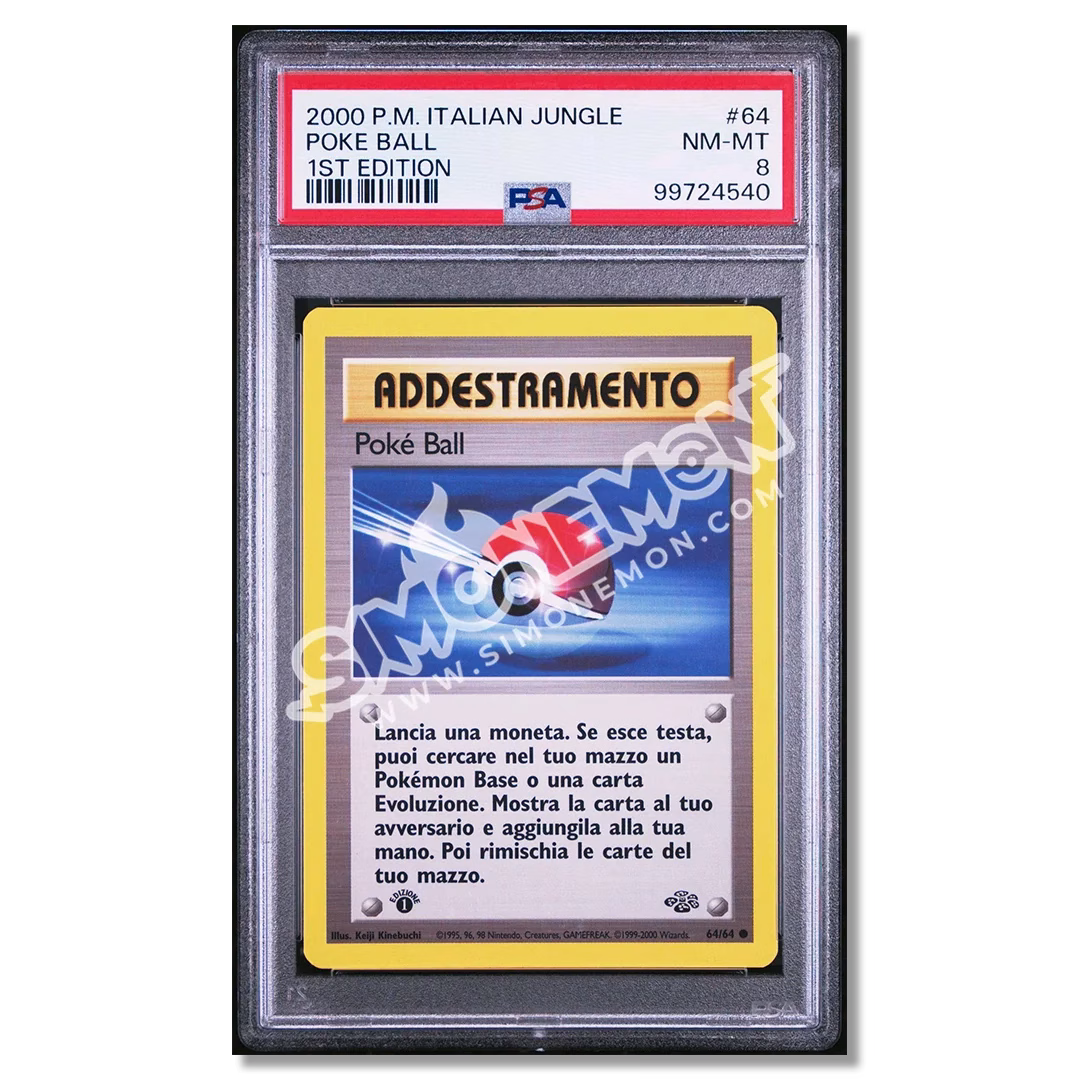 2000 P.M. ITALIAN JUNGLE #64
POKE BALL NM-MT
1ST EDITION 8
99724540
PSA
ADDESTRAMENTO
Poké Ball
SIMONEMON
WWW.SIMONEMON.COM
Lancia una moneta. Se esce testa,
puoi cercare nel tuo mazzo un
Pokémon Base o una carta
Evoluzione. Mostra la carta al tuo
avversario e aggiungila alla tua
mano. Poi rimischia le carte del
tuo mazzo.
EDIZIONE
1
Illus. Keiji Kinebuchi ©1995, 96, 98 Nintendo, Creatures, GAMEFREAK. ©1999-2000 Wizards. 64/64
PSA